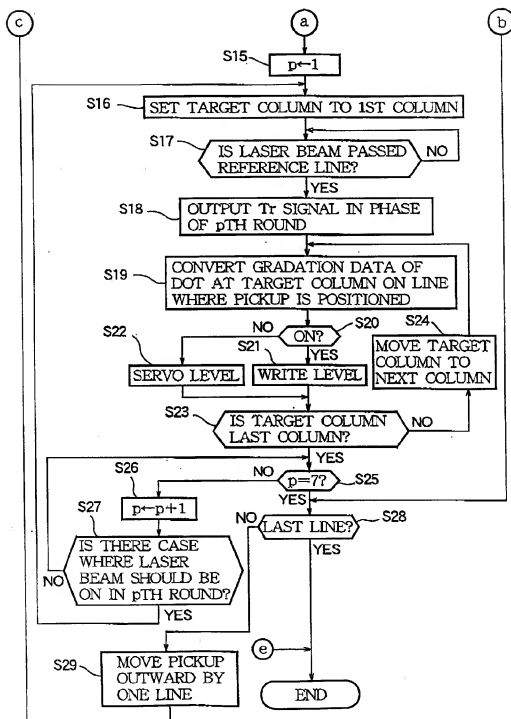 c
a
b
S15
p←1
S16
SET TARGET COLUMN TO 1ST COLUMN
S17
IS LASER BEAM PASSED
REFERENCE LINE?
NO
YES
S18
OUTPUT Tr SIGNAL IN PHASE
OF pTH ROUND
S19
CONVERT GRADATION DATA OF
DOT AT TARGET COLUMN ON LINE
WHERE PICKUP IS POSITIONED
S20
ON?
NO
YES
S22
SERVO LEVEL
S21
WRITE LEVEL
S24
MOVE TARGET
COLUMN TO
NEXT COLUMN
S23
IS TARGET COLUMN
LAST COLUMN?
NO
YES
S25
p=7?
NO
YES
S26
p←p+1
S27
IS THERE CASE
WHERE LASER
BEAM SHOULD BE
ON IN pTH ROUND?
NO
YES
S28
LAST LINE?
NO
YES
S29
MOVE PICKUP
OUTWARD BY
ONE LINE
e
END